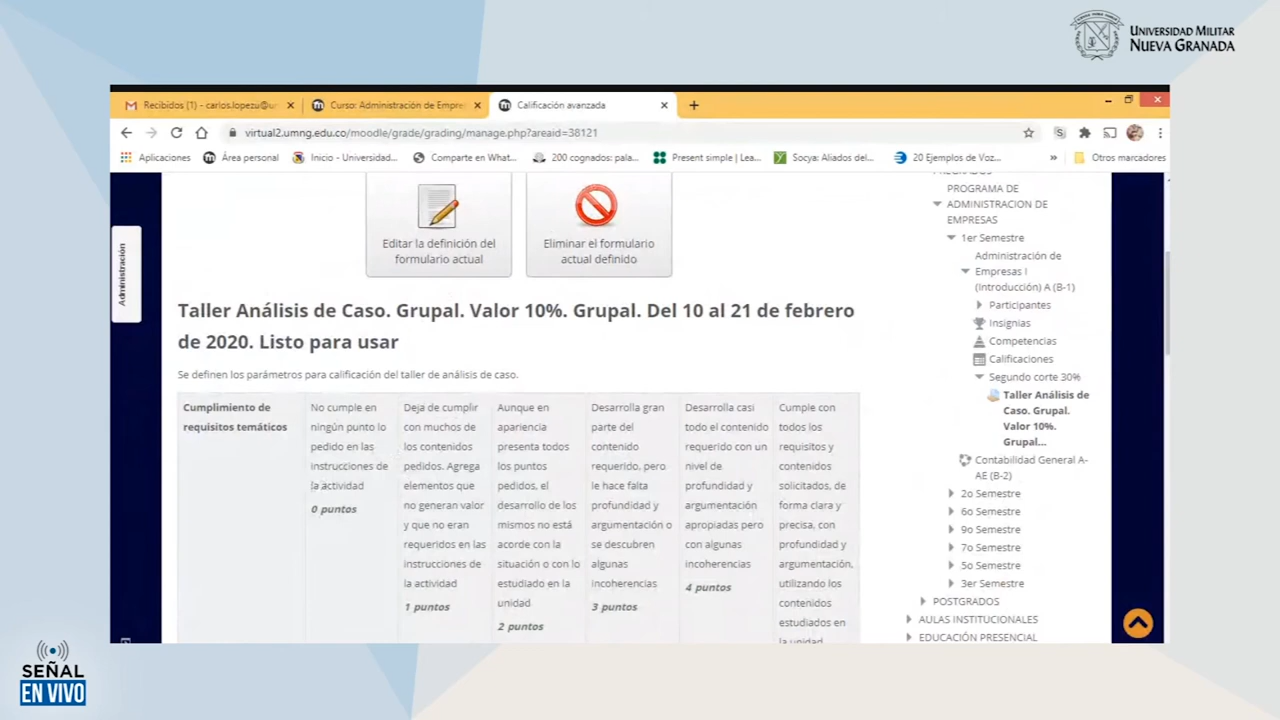 UNIVERSIDAD MILITAR
NUEVA GRANADA
Recibidos (1) - carlos.lopezu@u
Curso: Administración de Empre
Calificación avanzada
virtual2.umng.edu.co/moodle/grade/grading/manage.php?areaid=38121
Aplicaciones
Área personal
Inicio - Universidad...
Comparte en What...
200 cognados: pala...
Present simple | Lea...
Socya: Aliados del...
20 Ejemplos de Voz...
»
Otros marcadores
Administración
Editar la definición del
formulario actual
Eliminar el formulario
actual definido
Taller Análisis de Caso. Grupal. Valor 10%. Grupal. Del 10 al 21 de febrero
de 2020. Listo para usar
Se definen los parámetros para calificación del taller de análisis de caso.
Cumplimiento de
requisitos temáticos
No cumple en
ningún punto lo
pedido en las
instrucciones de
la actividad
0 puntos
Deja de cumplir
con muchos de
los contenidos
pedidos. Agrega
elementos que
no generan valor
y que no eran
requeridos en las
instrucciones de
la actividad
1 puntos
Aunque en
apariencia
presenta todos
los puntos
pedidos, el
desarrollo de los
mismos no está
acorde con la
situación o con lo
estudiado en la
unidad
2 puntos
Desarrolla gran
parte del
contenido
requerido, pero
le hace falta
profundidad y
argumentación o
se descubren
algunas
incoherencias
3 puntos
Desarrolla casi
todo el contenido
requerido con un
nivel de
profundidad y
argumentación
apropiadas pero
con algunas
incoherencias
4 puntos
Cumple con
todos los
requisitos y
contenidos
solicitados, de
forma clara y
precisa, con
profundidad y
argumentación,
utilizando los
contenidos
estudiados en
la unidad
PREGRADOS
PROGRAMA DE
ADMINISTRACION DE
EMPRESAS
1er Semestre
Administración de
Empresas I
(Introducción) A (B-1)
Participantes
Insignias
Competencias
Calificaciones
Segundo corte 30%
Taller Análisis de
Caso. Grupal.
Valor 10%.
Grupal...
Contabilidad General A-
AE (B-2)
2o Semestre
6o Semestre
9o Semestre
7o Semestre
5o Semestre
3er Semestre
POSTGRADOS
AULAS INSTITUCIONALES
EDUCACIÓN PRESENCIAL
SEÑAL
EN VIVO